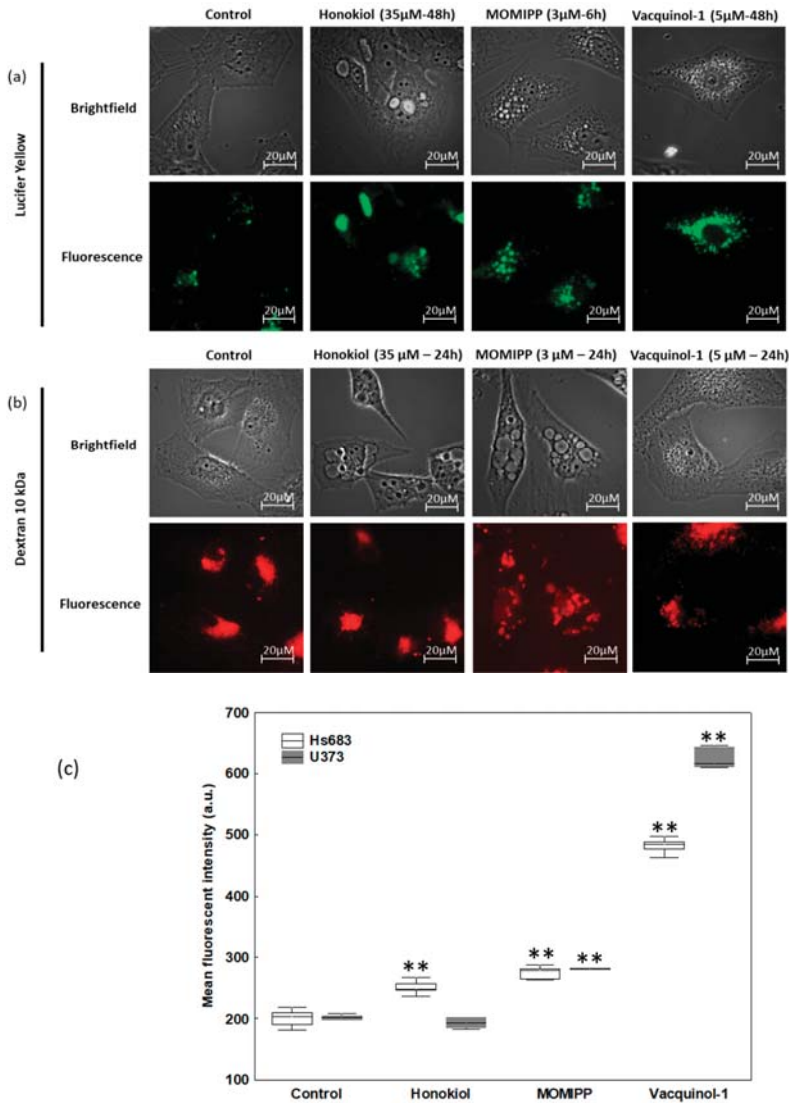 Control Honokiol (35μM-48h) MOMIPP (3μM-6h) Vacquinol-1 (5μM-48h)
(a)
Lucifer Yellow
Brightfield
20μM 20μM 20μM 20μM
Fluorescence
20μM 20μM 20μM 20μM
Control Honokiol (35 μM – 24h) MOMIPP (3 μM – 24h) Vacquinol-1 (5 μM – 24h)
(b)
Dextran 10 kDa
Brightfield
20μM 20μM 20μM 20μM
Fluorescence
20μM 20μM 20μM 20μM
(c)
Mean fluorescent intensity (a.u.)
700
600
500
400
300
200
100
Hs683
U373
**
**
**
** **
Control Honokiol MOMIPP Vacquinol-1